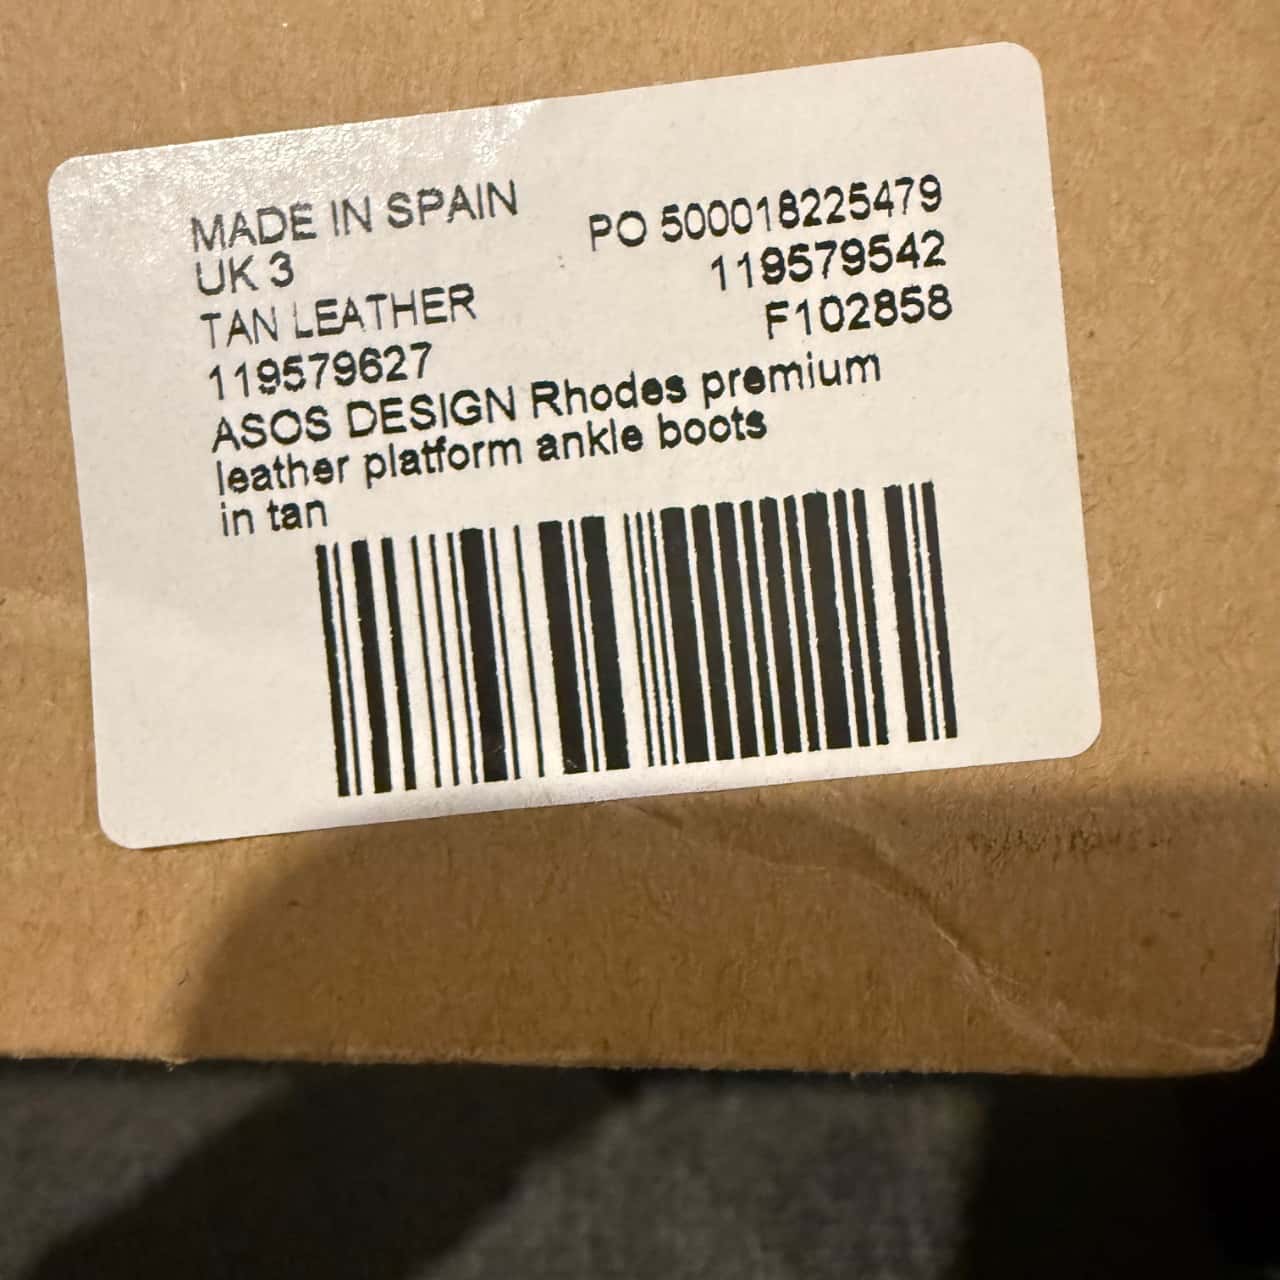 MADE IN SPAIN
UK 3
TAN LEATHER
119579627
PO 500018225479
119579542
F102858
ASOS DESIGN Rhodes premium
leather platform ankle boots
in tan